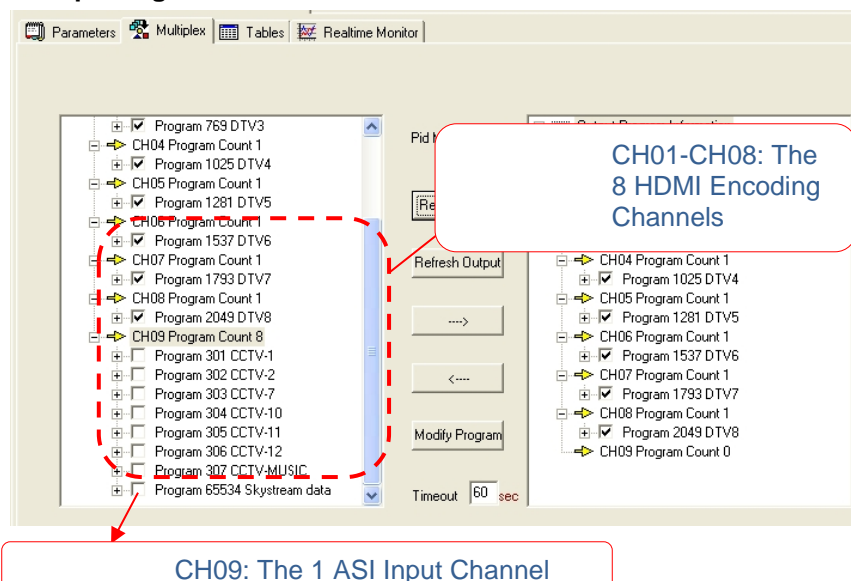 Parameters Multiplex Tables Realtime Monitor
Program 769 DTV3
CH04 Program Count 1
Program 1025 DTV4
CH05 Program Count 1
Program 1281 DTV5
CH06 Program Count 1
Program 1537 DTV6
CH07 Program Count 1
Program 1793 DTV7
CH08 Program Count 1
Program 2049 DTV8
CH09 Program Count 8
Program 301 CCTV-1
Program 302 CCTV-2
Program 303 CCTV-7
Program 304 CCTV-10
Program 305 CCTV-11
Program 306 CCTV-12
Program 307 CCTV-MUSIC
Program 65534 Skystream data
Pid
Refresh Output
---->
<----
Modify Program
Timeout 60 sec
CH01-CH08: The
8 HDMI Encoding
Channels
CH04 Program Count 1
Program 1025 DTV4
CH05 Program Count 1
Program 1281 DTV5
CH06 Program Count 1
Program 1537 DTV6
CH07 Program Count 1
Program 1793 DTV7
CH08 Program Count 1
Program 2049 DTV8
CH09 Program Count 0
CH09: The 1 ASI Input Channel